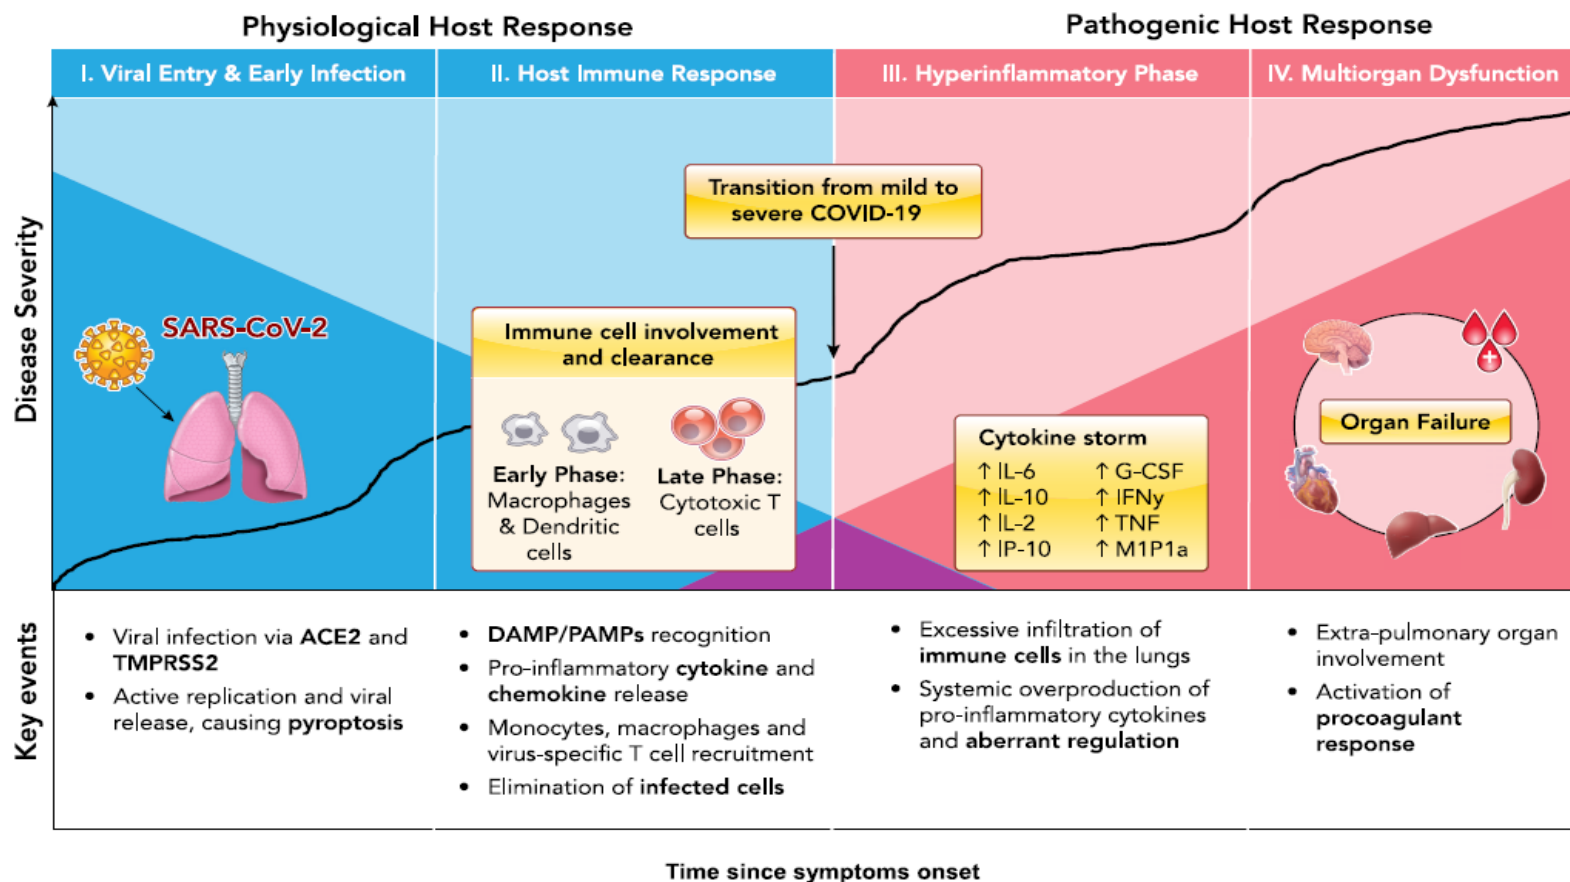 Physiological Host Response
Pathogenic Host Response
I. Viral Entry & Early Infection
II. Host Immune Response
III. Hyperinflammatory Phase
IV. Multiorgan Dysfunction
Disease Severity
SARS-CoV-2
Immune cell involvement
and clearance
Early Phase:
Macrophages
& Dendritic
cells
Late Phase:
Cytotoxic T
cells
Transition from mild to
severe COVID-19
Cytokine storm
↑ IL-6
↑ IL-10
↑ IL-2
↑ IP-10
↑ G-CSF
↑ IFNy
↑ TNF
↑ M1P1a
Organ Failure
Key events
• Viral infection via ACE2 and
TMPRSS2
• Active replication and viral
release, causing pyroptosis
• DAMP/PAMPs recognition
• Pro-inflammatory cytokine and
chemokine release
• Monocytes, macrophages and
virus-specific T cell recruitment
• Elimination of infected cells
• Excessive infiltration of
immune cells in the lungs
• Systemic overproduction of
pro-inflammatory cytokines
and aberrant regulation
• Extra-pulmonary organ
involvement
• Activation of
procoagulant
response
Time since symptoms onset